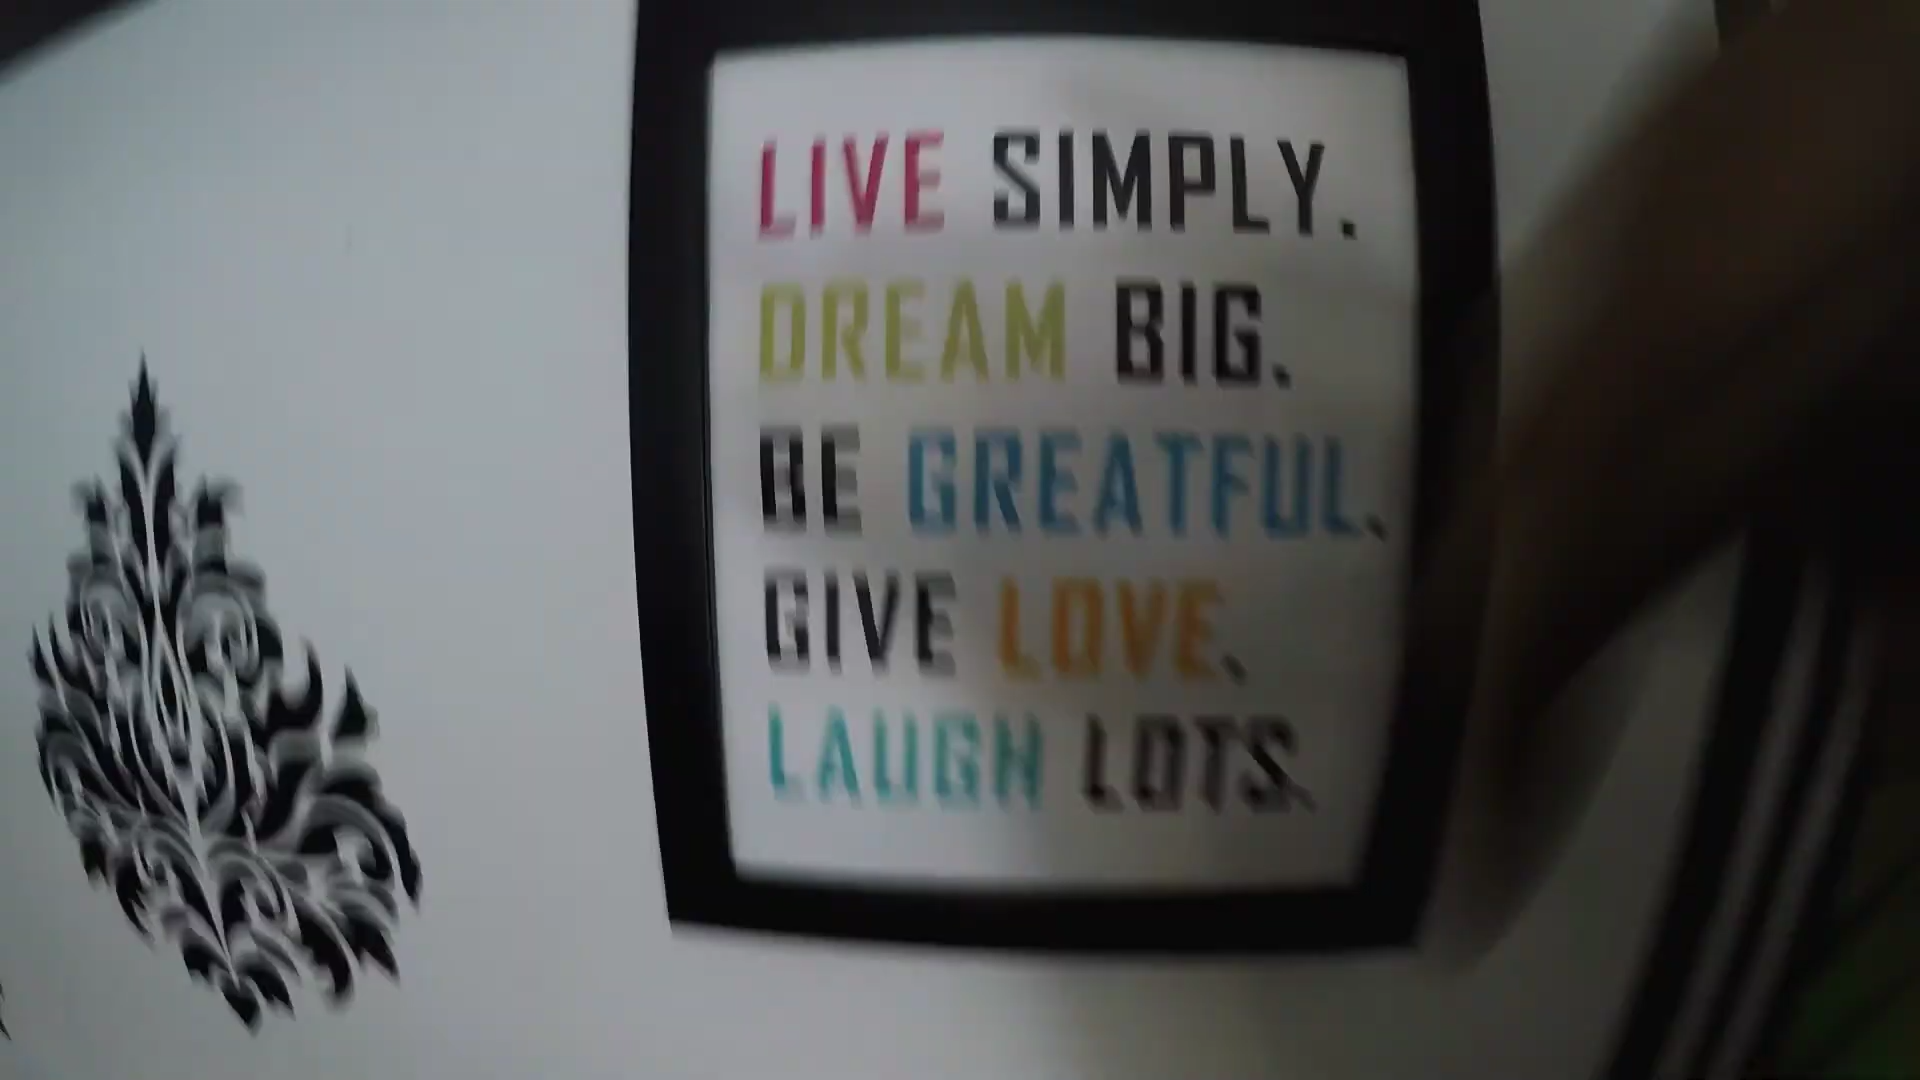 LIVE SIMPLY.
DREAM BIG.
BE GREATFUL.
GIVE LOVE.
LAUGH LOTS.